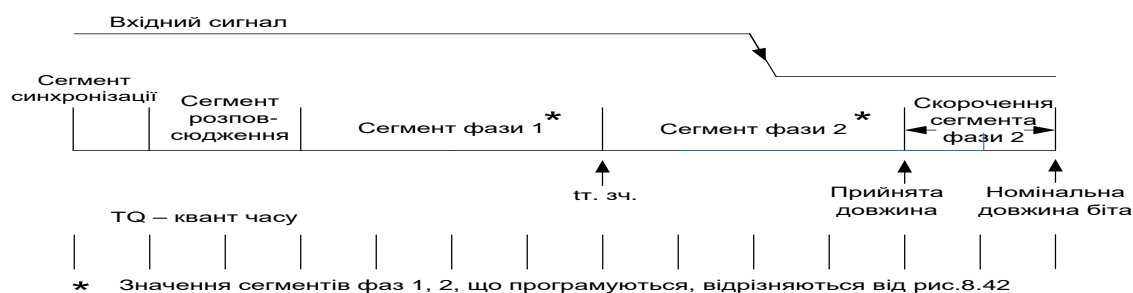 Вхідний сигнал
Сегмент
синхронізації
Сегмент
розпов-
сюдження
Сегмент фази 1*
Сегмент фази 2 *
Скорочення
сегмента
фази 2
tт. зч.
Прийнята
довжина
Номінальна
довжина біта
TQ – квант часу
* Значення сегментів фаз 1, 2, що програмуються, відрізняються від рис.8.42